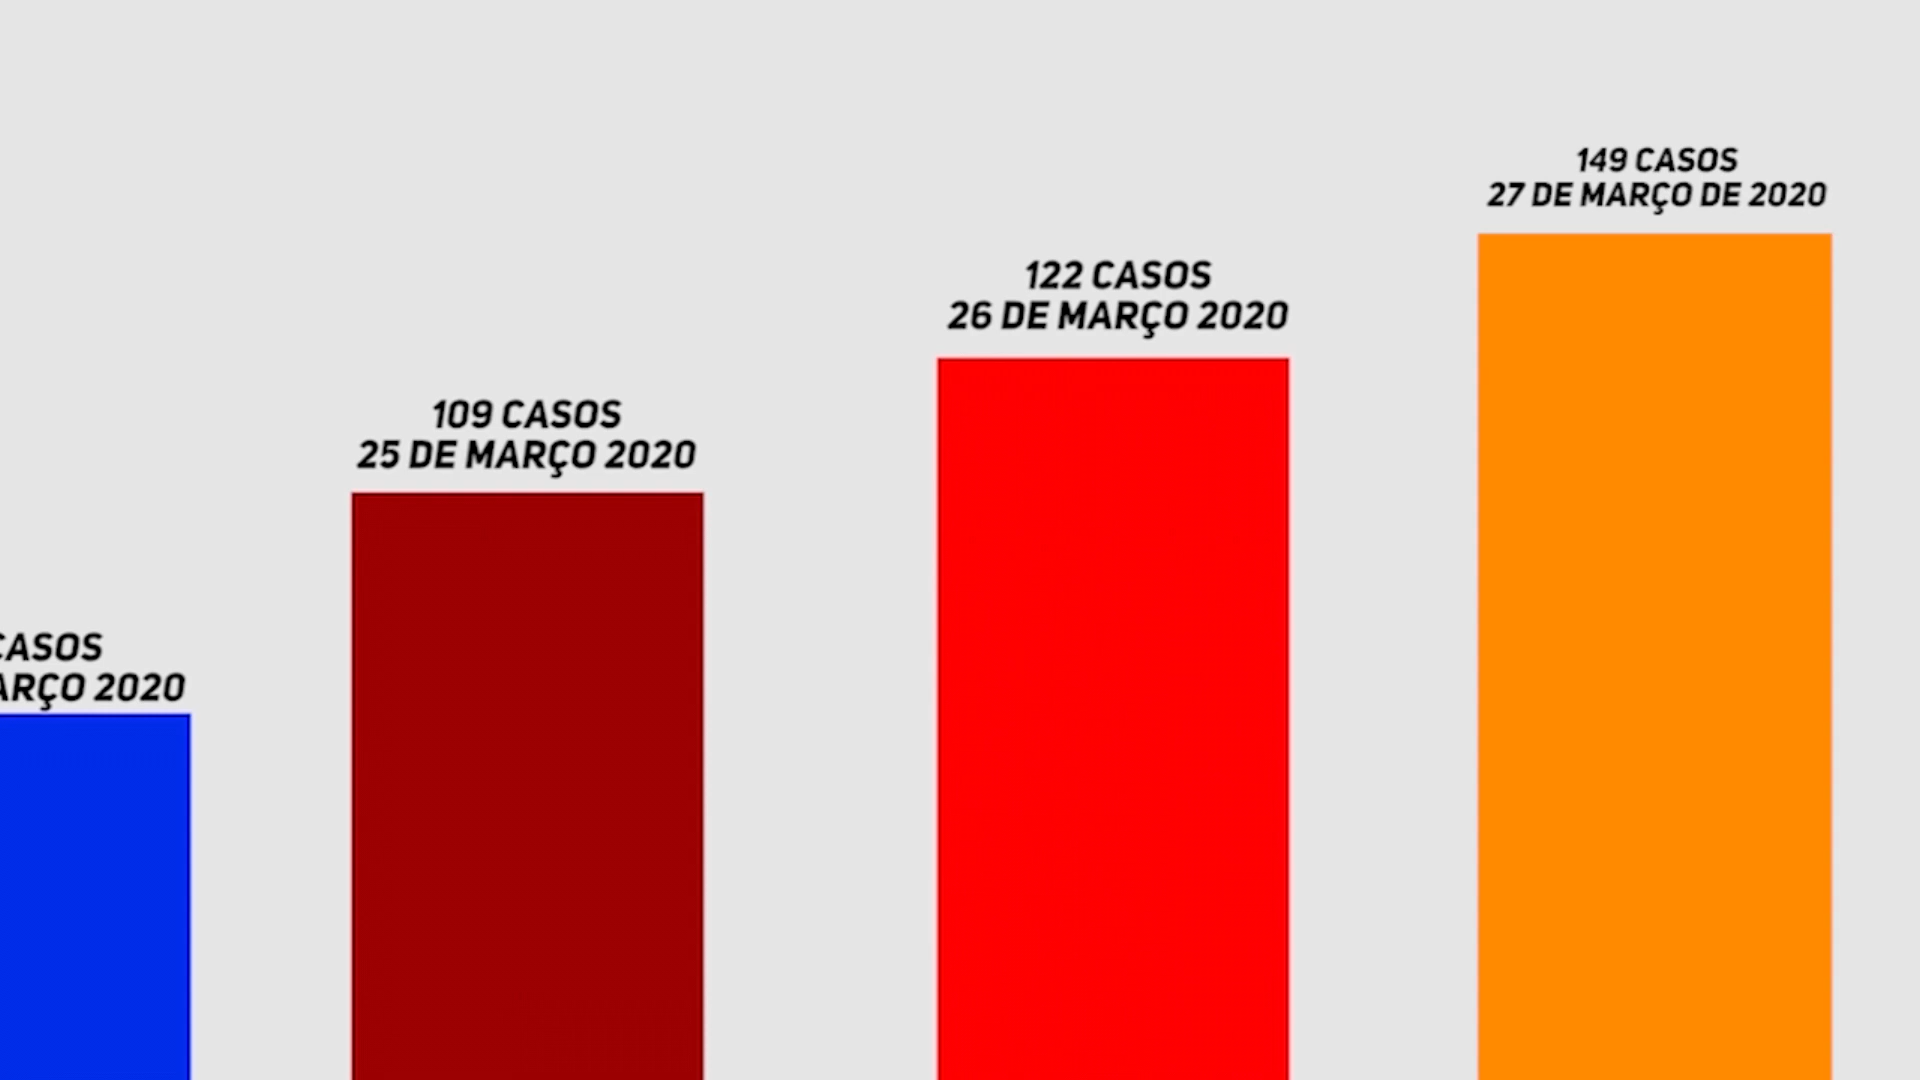 149 CASOS
27 DE MARÇO DE 2020
122 CASOS
26 DE MARÇO 2020
109 CASOS
25 DE MARÇO 2020
CASOS
MARÇO 2020